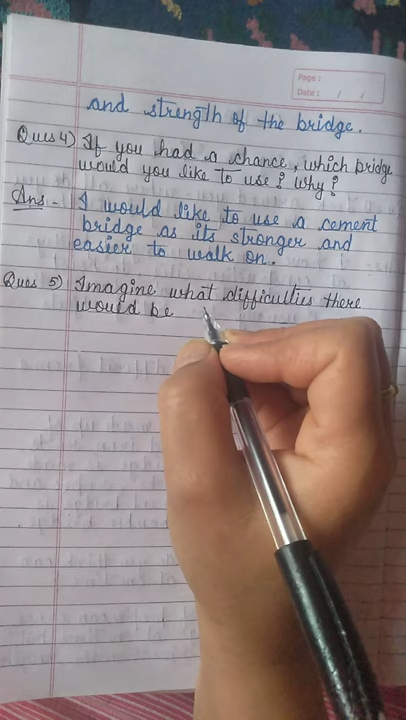 Page :
Date : / /
and strength of the bridge.
Ques 4) If you had a chance, which bridge
would you like to use? Why?
Ans - I would like to use a cement
bridge as its stronger and
easier to walk on.
Ques 5) Imagine what difficulties there
would be